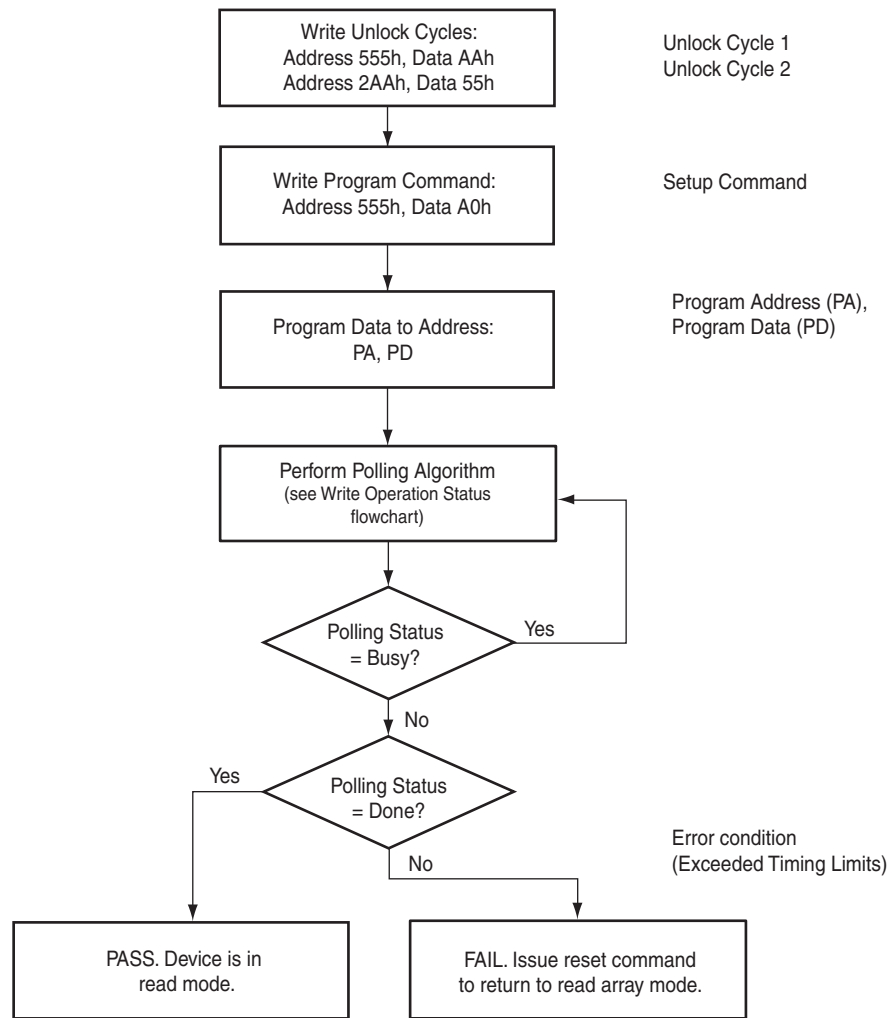 Write Unlock Cycles:
Address 555h, Data AAh
Address 2AAh, Data 55h
Unlock Cycle 1
Unlock Cycle 2
Write Program Command:
Address 555h, Data A0h
Setup Command
Program Data to Address:
PA, PD
Program Address (PA),
Program Data (PD)
Perform Polling Algorithm
(see Write Operation Status
flowchart)
Polling Status
= Busy?
Yes
No
Polling Status
= Done?
Yes
No
Error condition
(Exceeded Timing Limits)
PASS. Device is in
read mode.
FAIL. Issue reset command
to return to read array mode.